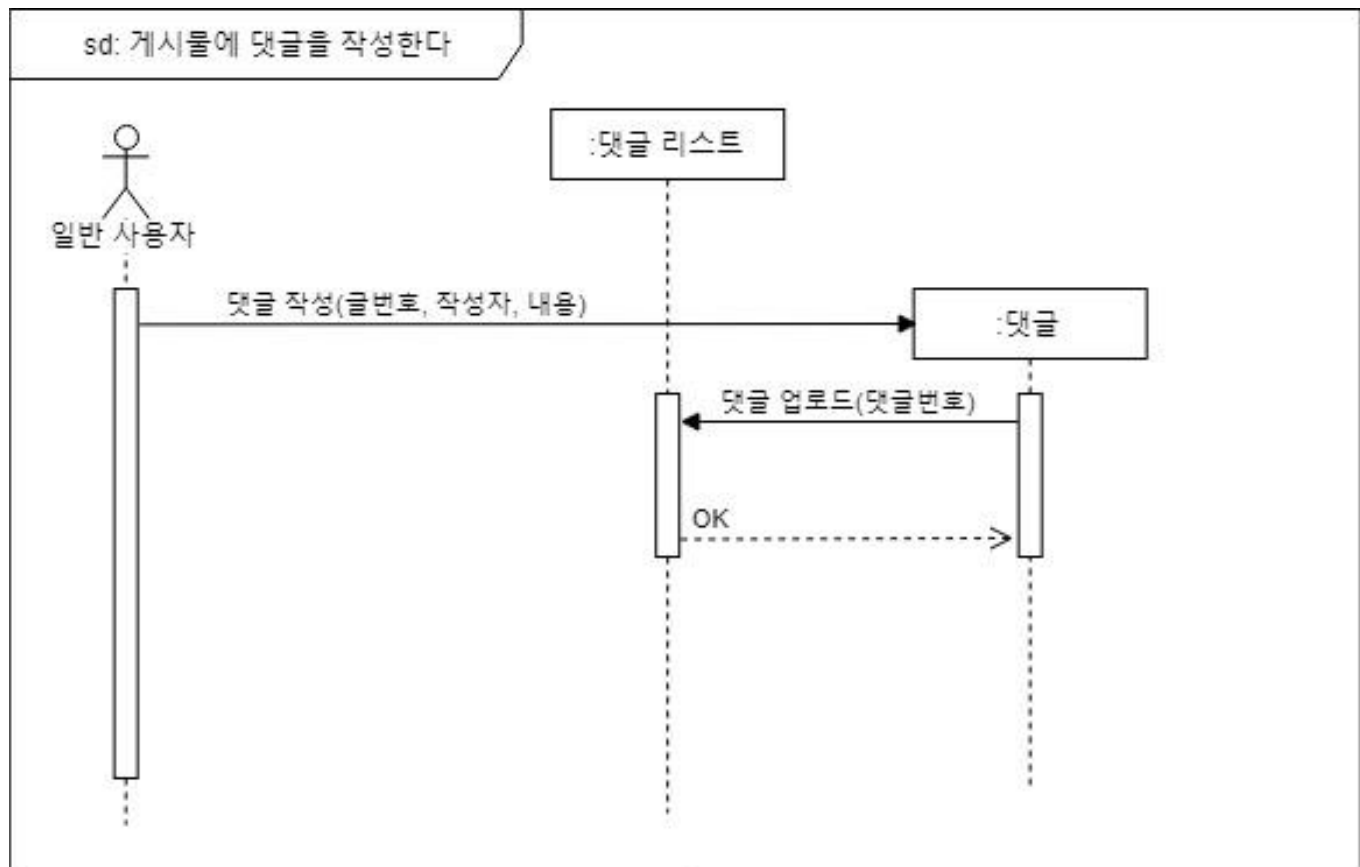 sd: 게시물에 댓글을 작성한다
:댓글 리스트
일반 사용자
댓글 작성(글번호, 작성자, 내용)
:댓글
댓글 업로드(댓글번호)
OK